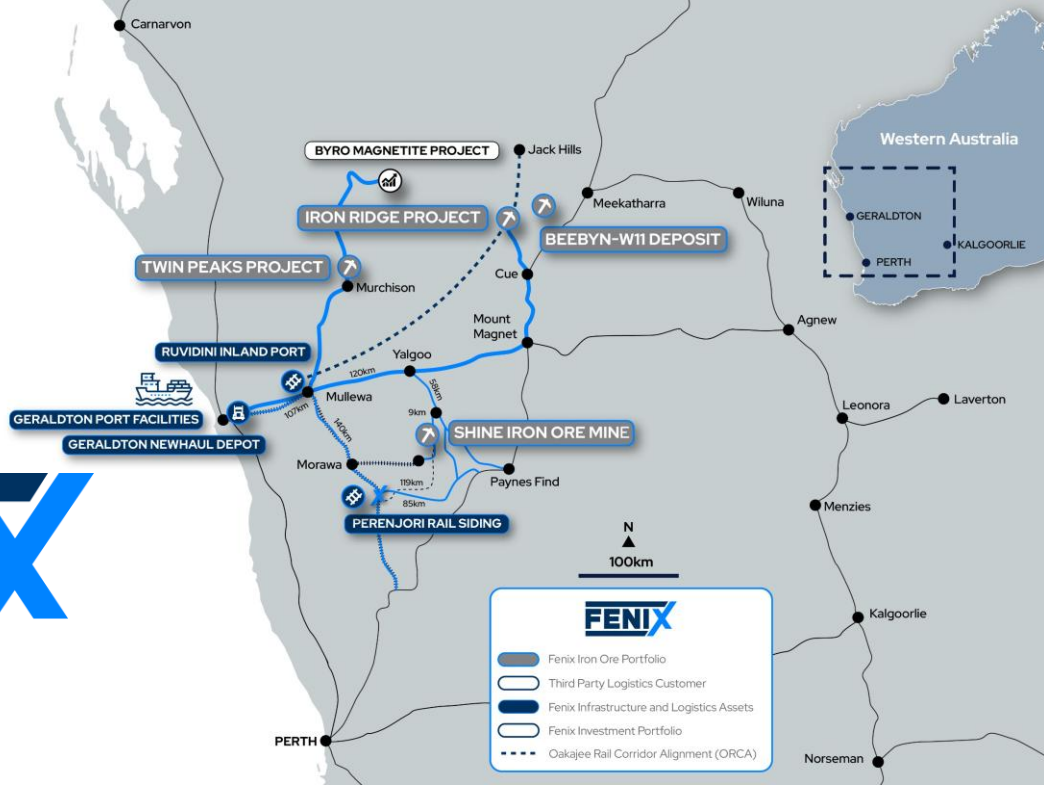 Carnarvon
BYRO MAGNETITE PROJECT
Jack Hills
Western Australia
Meekatharra
Wiluna
IRON RIDGE PROJECT
GERALDTON
BEEBYN-W11 DEPOSIT
KALGOORLIE
PERTH
TWIN PEAKS PROJECT
Cue
Murchison
Mount
Magnet
Agnew
RUVIDINI INLAND PORT
Yalgoo
120km
58km
Mullewa
107km
GERALDTON PORT FACILITIES
9km
140km
Leonora
Laverton
GERALDTON NEWHAUL DEPOT
SHINE IRON ORE MINE
Morawa
119km
Paynes Find
85km
PERENJORI RAIL SIDING
Menzies
N
100km
FENIX
Fenix Iron Ore Portfolio
Third Party Logistics Customer
Fenix Infrastructure and Logistics Assets
Fenix Investment Portfolio
Oakajee Rail Corridor Alignment (ORCA)
Kalgoorlie
PERTH
Norseman